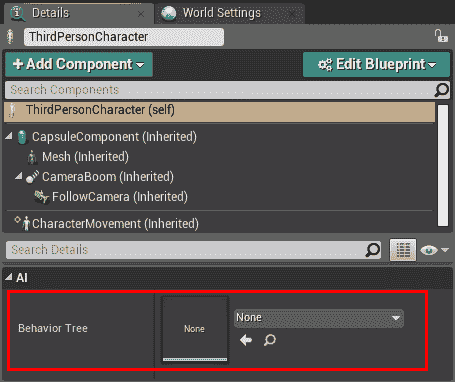 Details
World Settings
ThirdPersonCharacter
Add Component
Edit Blueprint
Search Components
ThirdPersonCharacter (self)
CapsuleComponent (Inherited)
Mesh (Inherited)
CameraBoom (Inherited)
FollowCamera (Inherited)
CharacterMovement (Inherited)
Search Details
AI
Behavior Tree
None
None